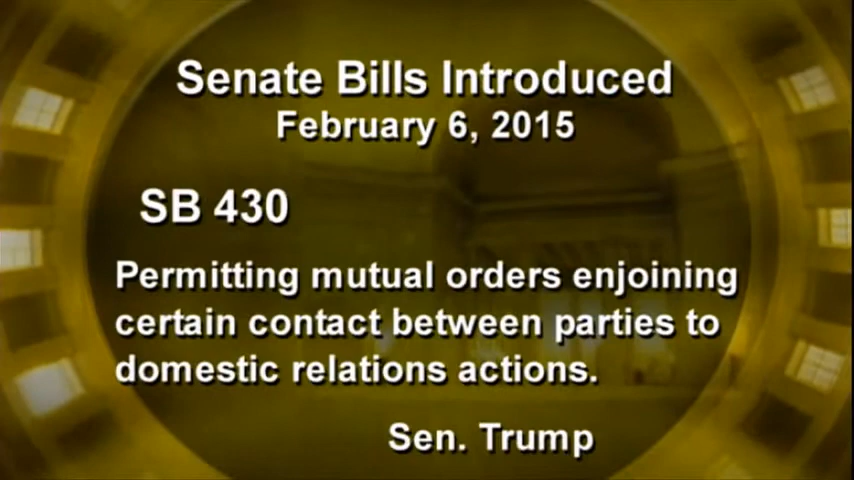 Senate Bills Introduced
February 6, 2015
SB 430
Permitting mutual orders enjoining
certain contact between parties to
domestic relations actions.
Sen. Trump